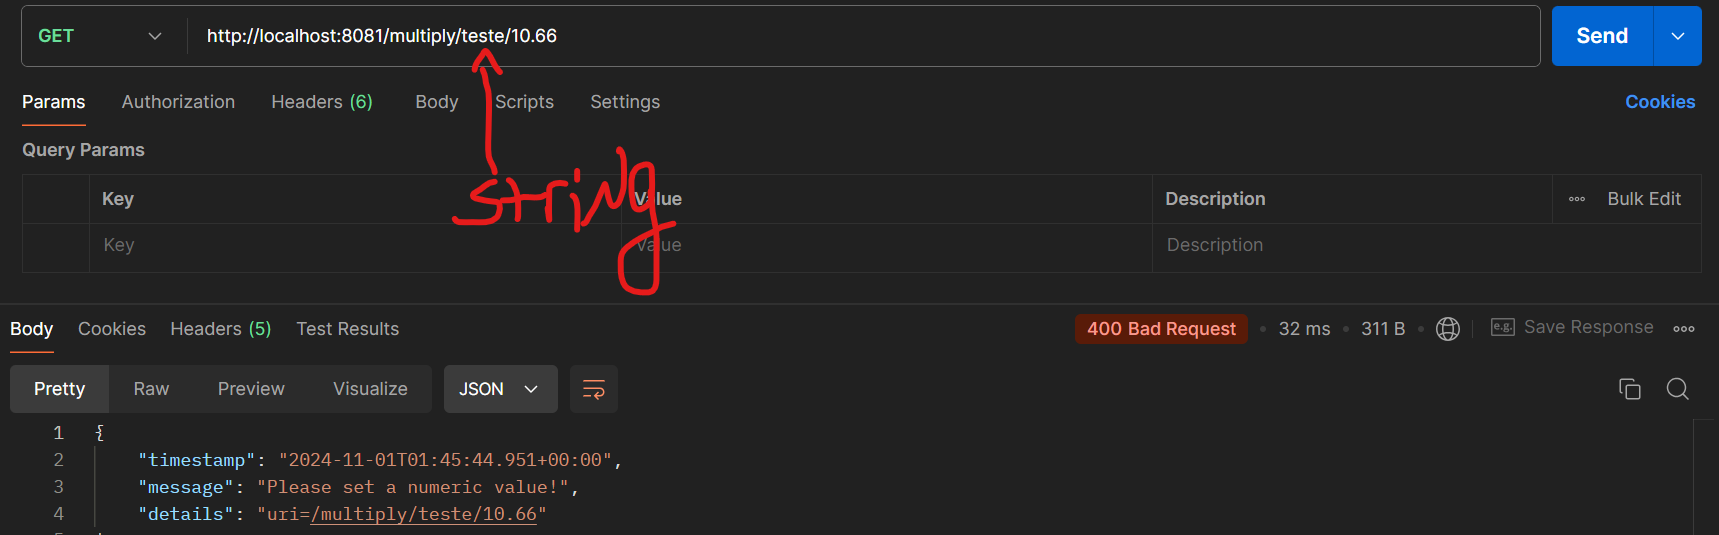 GET http://localhost:8081/multiply/teste/10.66 Send
Params Authorization Headers (6) Body Scripts Settings Cookies
Query Params
string
Key Value Description Bulk Edit
Key Value Description
Body Cookies Headers (5) Test Results 400 Bad Request • 32 ms • 311 B • e.g. Save Response
Pretty Raw Preview Visualize JSON
1 {
2 "timestamp": "2024-11-01T01:45:44.951+00:00",
3 "message": "Please set a numeric value!",
4 "details": "uri=/multiply/teste/10.66"